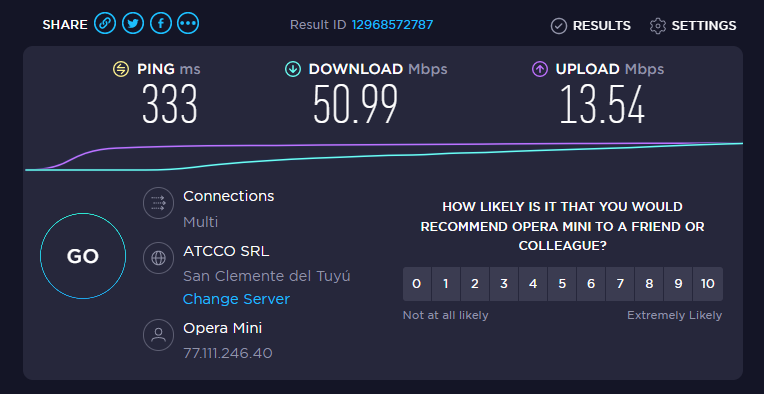 SHARE
Result ID 12968572787
RESULTS
SETTINGS
PING ms
333
DOWNLOAD Mbps
50.99
UPLOAD Mbps
13.54
GO
Connections
Multi
ATCCO SRL
San Clemente del Tuyú
Change Server
Opera Mini
77.111.246.40
HOW LIKELY IS IT THAT YOU WOULD
RECOMMEND OPERA MINI TO A FRIEND OR
COLLEAGUE?
0 1 2 3 4 5 6 7 8 9 10
Not at all likely
Extremely Likely